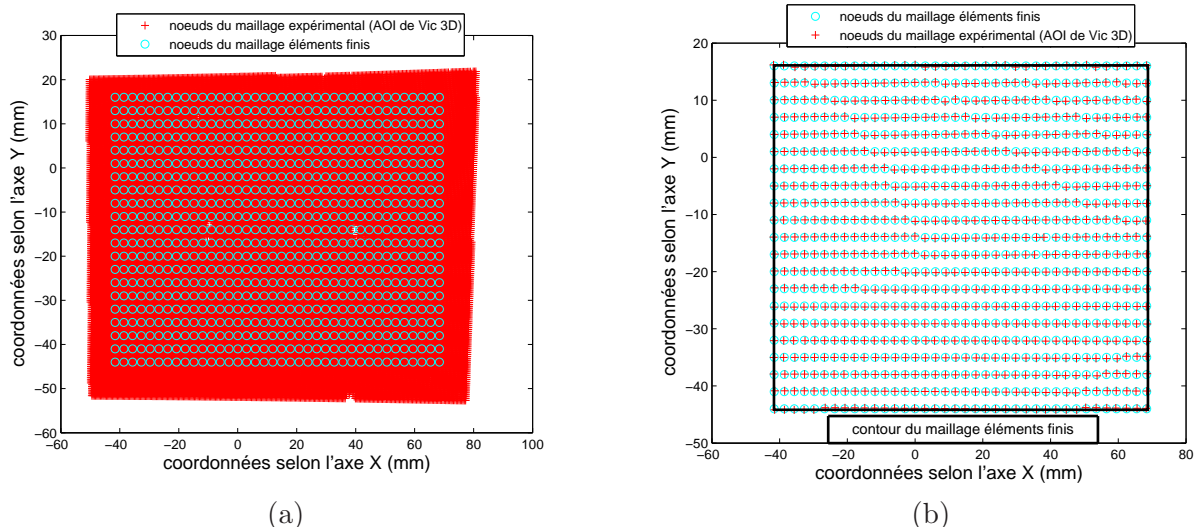 noeuds du maillage expérimental (AOI de Vic 3D)
noeuds du maillage éléments finis
30
20
10
0
−10
−20
−30
−40
−50
−60
coordonnées selon l'axe Y (mm)
−60 −40 −20 0 20 40 60 80 100
coordonnées selon l'axe X (mm)
(a)
noeuds du maillage éléments finis
noeuds du maillage expérimental (AOI de Vic 3D)
20
10
0
−10
−20
−30
−40
−50
coordonnées selon l'axe Y (mm)
contour du maillage éléments finis
−60 −40 −20 0 20 40 60 80
coordonnées selon l'axe X (mm)
(b)